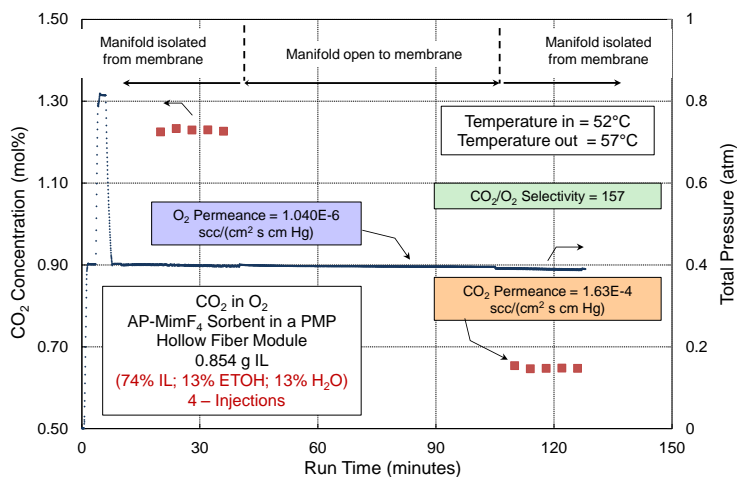 Manifold isolated
from membrane
Manifold open to membrane
Manifold isolated
from membrane
1.50
1.30
1.10
0.90
0.70
0.50
CO₂ Concentration (mol%)
1
0.8
0.6
0.4
0.2
0
Total Pressure (atm)
Temperature in = 52°C
Temperature out = 57°C
CO₂/O₂ Selectivity = 157
O₂ Permeance = 1.040E-6
scc/(cm² s cm Hg)
CO₂ Permeance = 1.63E-4
scc/(cm² s cm Hg)
CO₂ in O₂
AP-MimF₄ Sorbent in a PMP
Hollow Fiber Module
0.854 g IL
(74% IL; 13% ETOH; 13% H₂O)
4 – Injections
0 30 60 90 120 150
Run Time (minutes)